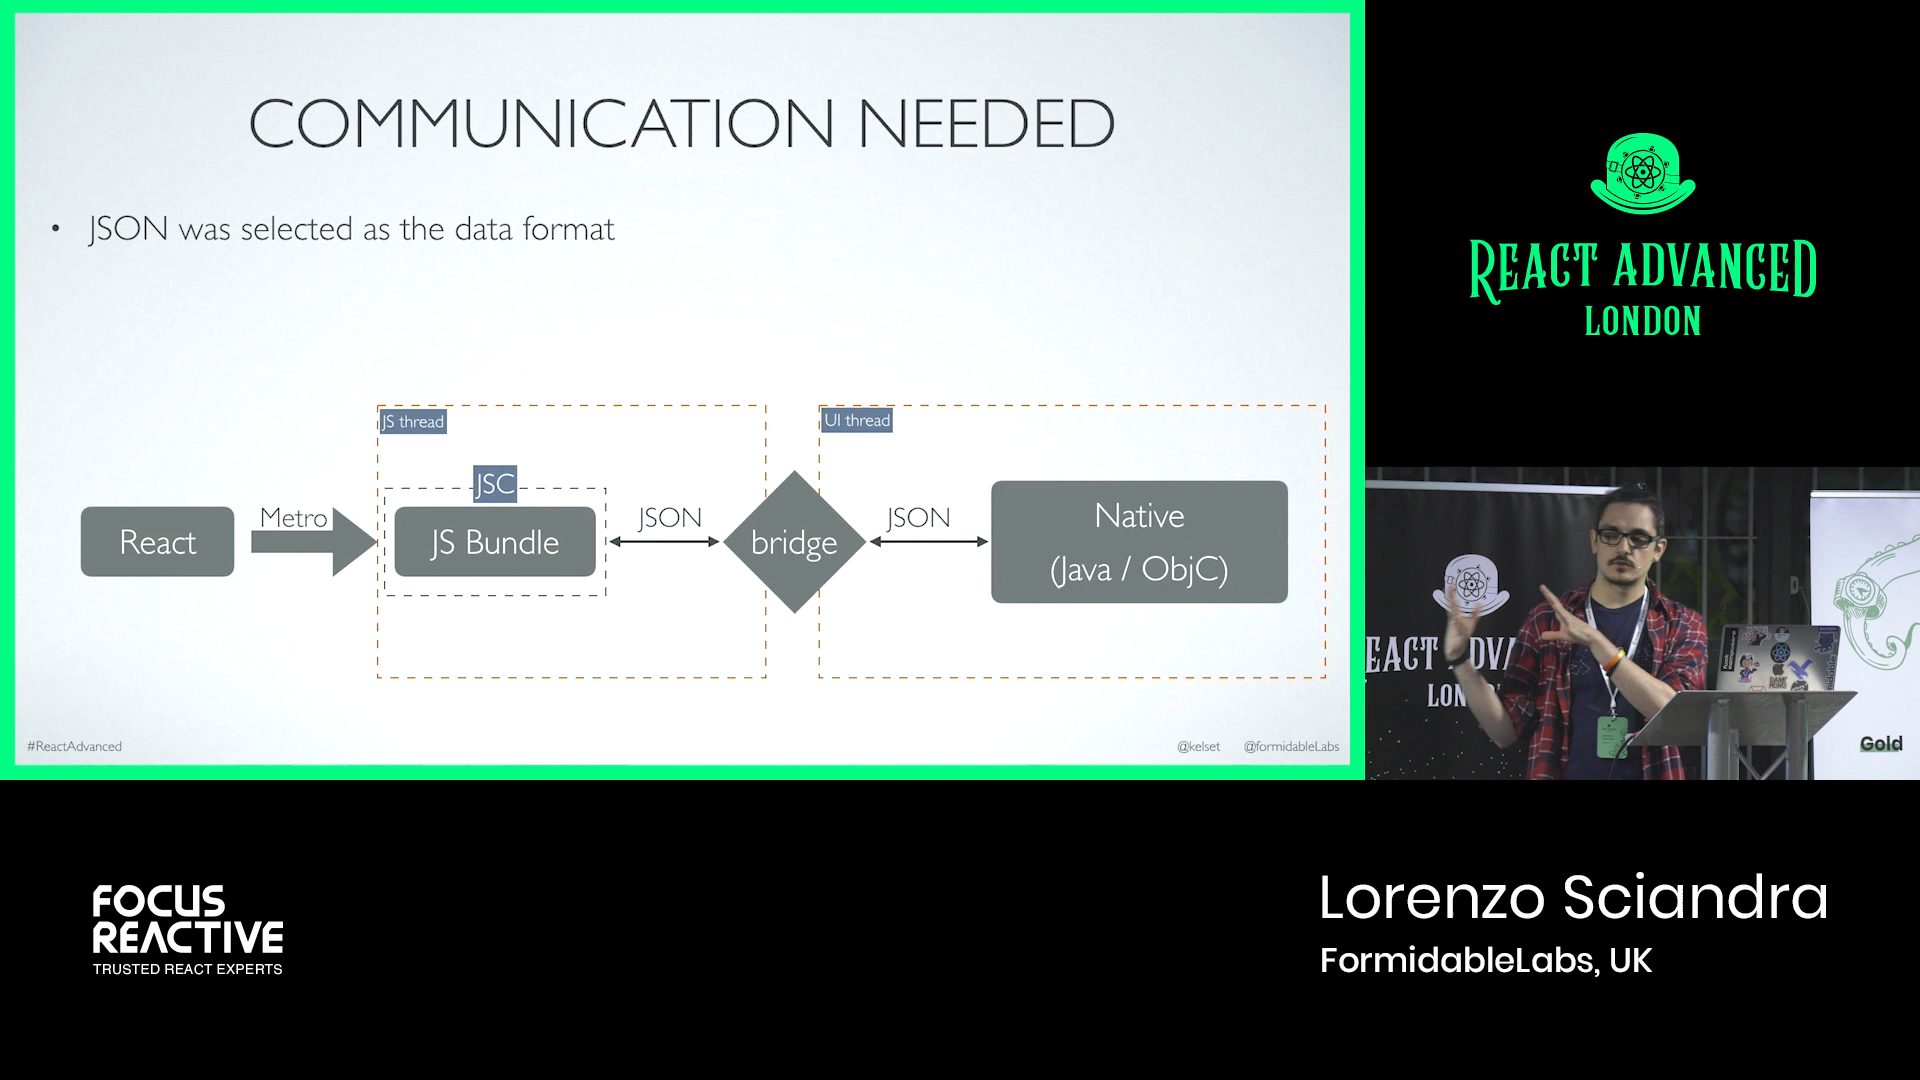 COMMUNICATION NEEDED
• JSON was selected as the data format
JS thread
UI thread
JSC
React
Metro
JS Bundle
JSON
bridge
JSON
Native
(Java / ObjC)
#ReactAdvanced
@kelset
@formidableLabs
REACT ADVANCED
LONDON
Gold
FOCUS
REACTIVE
TRUSTED REACT EXPERTS
Lorenzo Sciandra
FormidableLabs, UK